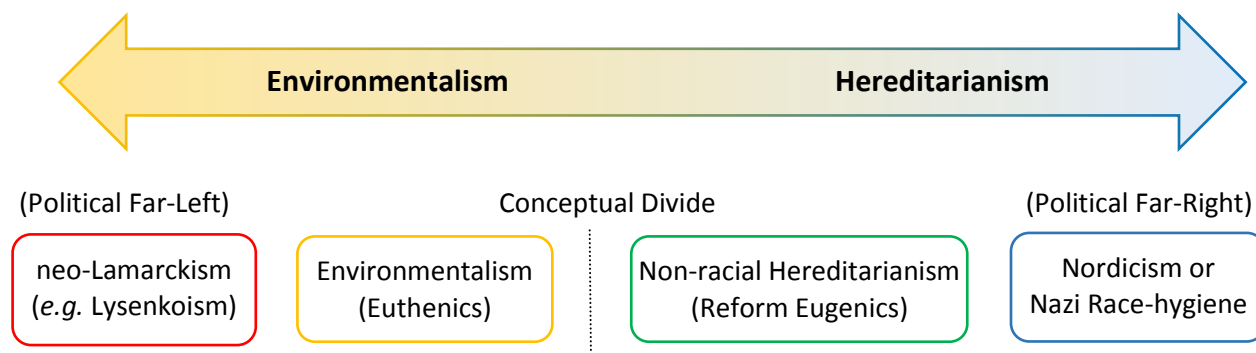 Environmentalism Hereditarianism
(Political Far-Left) Conceptual Divide (Political Far-Right)
neo-Lamarckism
(e.g. Lysenkoism)
Environmentalism
(Euthenics)
Non-racial Hereditarianism
(Reform Eugenics)
Nordicism or
Nazi Race-hygiene